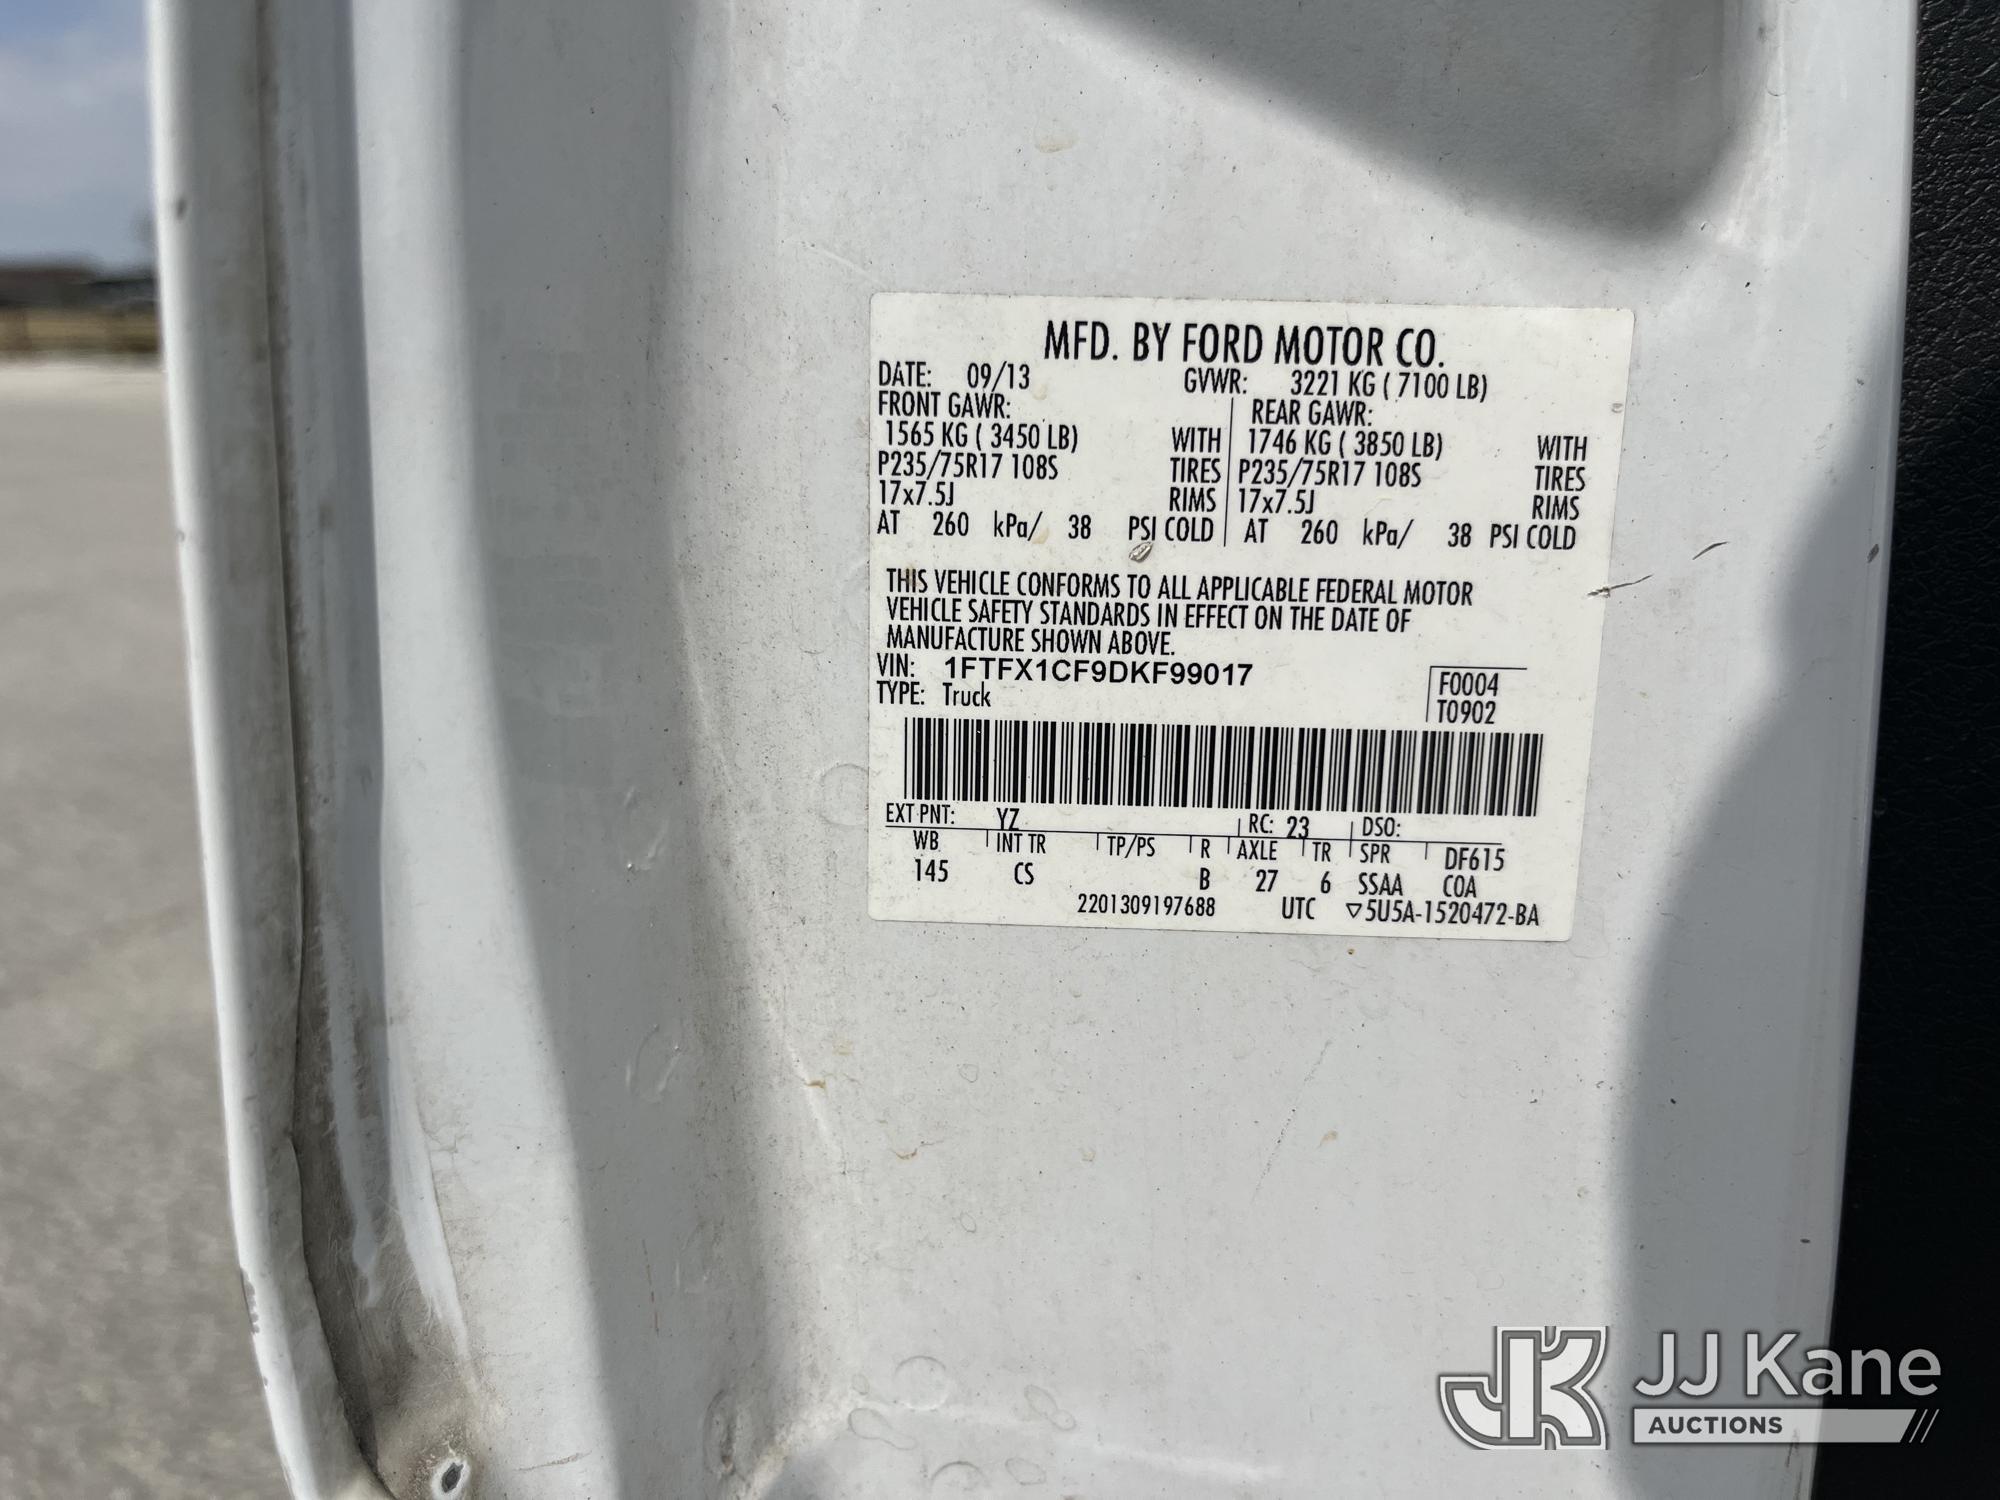 MFD. BY FORD MOTOR CO.
DATE: 09/13 GVWR: 3221 KG ( 7100 LB)
FRONT GAWR: REAR GAWR:
1565 KG ( 3450 LB) WITH 1746 KG ( 3850 LB) WITH
P235/75R17 108S TIRES P235/75R17 108S TIRES
17x7.5J RIMS 17x7.5J RIMS
AT 260 kPa/ 38 PSI COLD AT 260 kPa/ 38 PSI COLD
THIS VEHICLE CONFORMS TO ALL APPLICABLE FEDERAL MOTOR
VEHICLE SAFETY STANDARDS IN EFFECT ON THE DATE OF
MANUFACTURE SHOWN ABOVE.
VIN: 1FTFX1CF9DKF99017
TYPE: Truck
F0004
T0902
EXT PNT: YZ RC: 23 DSO:
WB INT TR TP/PS R AXLE TR SPR DF615
145 CS B 27 6 SSAA COA
2201309197688 UTC ▽5U5A-1520472-BA
JK JJ Kane
AUCTIONS